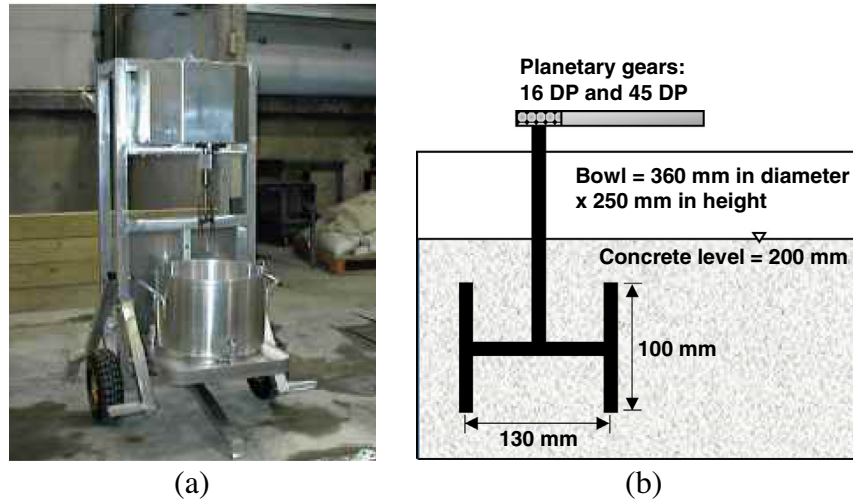 Planetary gears:
16 DP and 45 DP
Bowl = 360 mm in diameter
x 250 mm in height
Concrete level = 200 mm
100 mm
130 mm
(a)
(b)